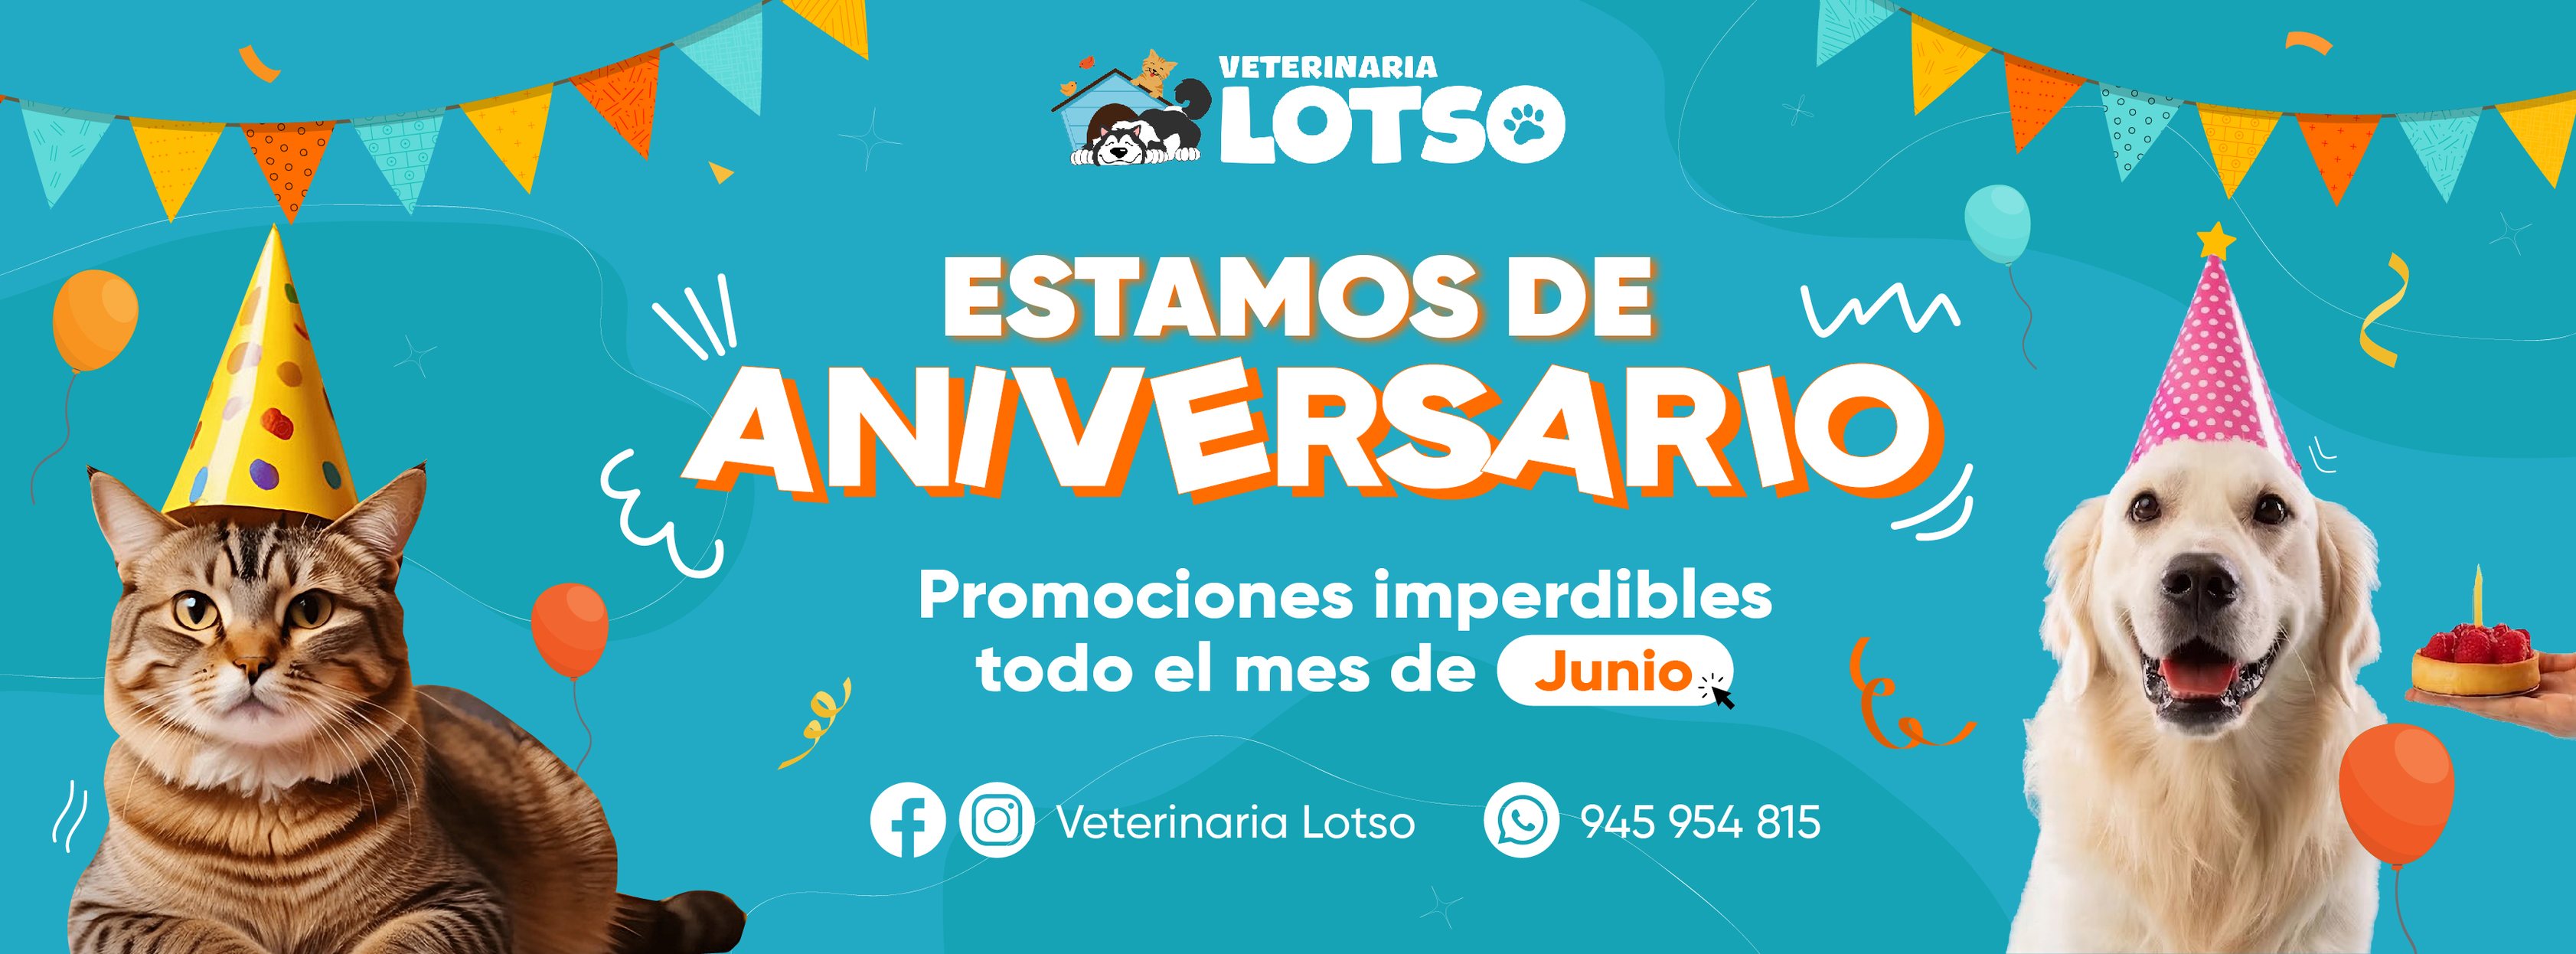 VETERINARIA
LOTSO
ESTAMOS DE
ANIVERSARIO
Promociones imperdibles
todo el mes de Junio
Veterinaria Lotso
945 954 815